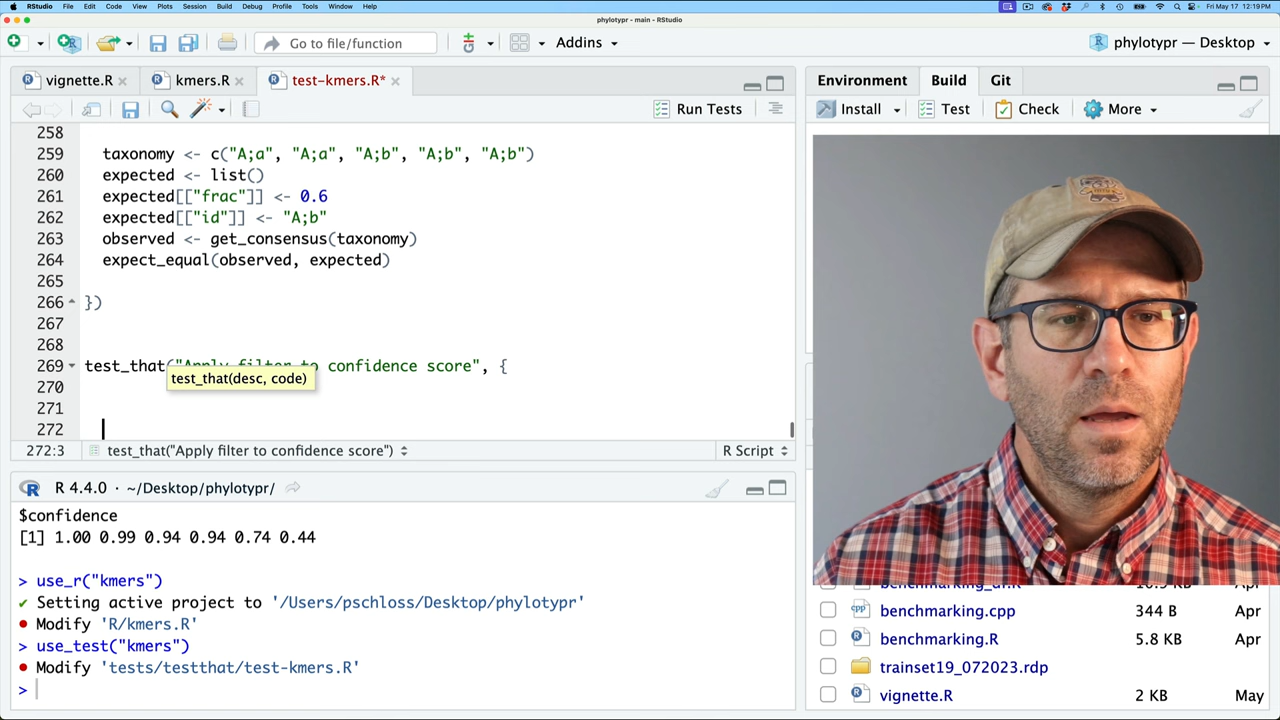 RStudio File Edit Code View Plots Session Build Debug Profile Tools Window Help Fri May 17 12:19 PM
phylotypr - main - RStudio
Go to file/function Addins phylotypr — Desktop
vignette.R kmers.R test-kmers.R*
Run Tests
258
259 taxonomy <- c("A;a", "A;a", "A;b", "A;b", "A;b")
260 expected <- list()
261 expected[["frac"]] <- 0.6
262 expected[["id"]] <- "A;b"
263 observed <- get_consensus(taxonomy)
264 expect_equal(observed, expected)
265
266 })
267
268
269 test_that("Apply filter to confidence score", {
test_that(desc, code)
270
271
272
272:3 test_that("Apply filter to confidence score") R Script
R 4.4.0 · ~/Desktop/phylotypr/
$confidence
[1] 1.00 0.99 0.94 0.94 0.74 0.44
> use_r("kmers")
✔ Setting active project to '/Users/pschloss/Desktop/phylotypr'
● Modify 'R/kmers.R'
> use_test("kmers")
● Modify 'tests/testthat/test-kmers.R'
>
Environment Build Git
Install Test Check More
benchmarking.cpp 344 B Apr
benchmarking.R 5.8 KB Apr
trainset19_072023.rdp
vignette.R 2 KB May